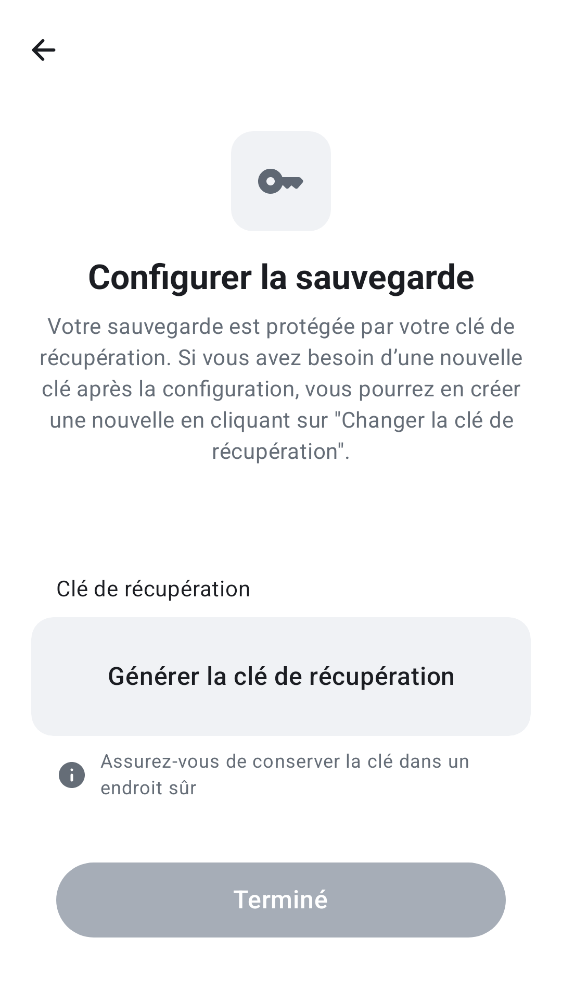 Configurer la sauvegarde
Votre sauvegarde est protégée par votre clé de
récupération. Si vous avez besoin d’une nouvelle
clé après la configuration, vous pourrez en créer
une nouvelle en cliquant sur "Changer la clé de
récupération".
Clé de récupération
Générer la clé de récupération
Assurez-vous de conserver la clé dans un
endroit sûr
Terminé